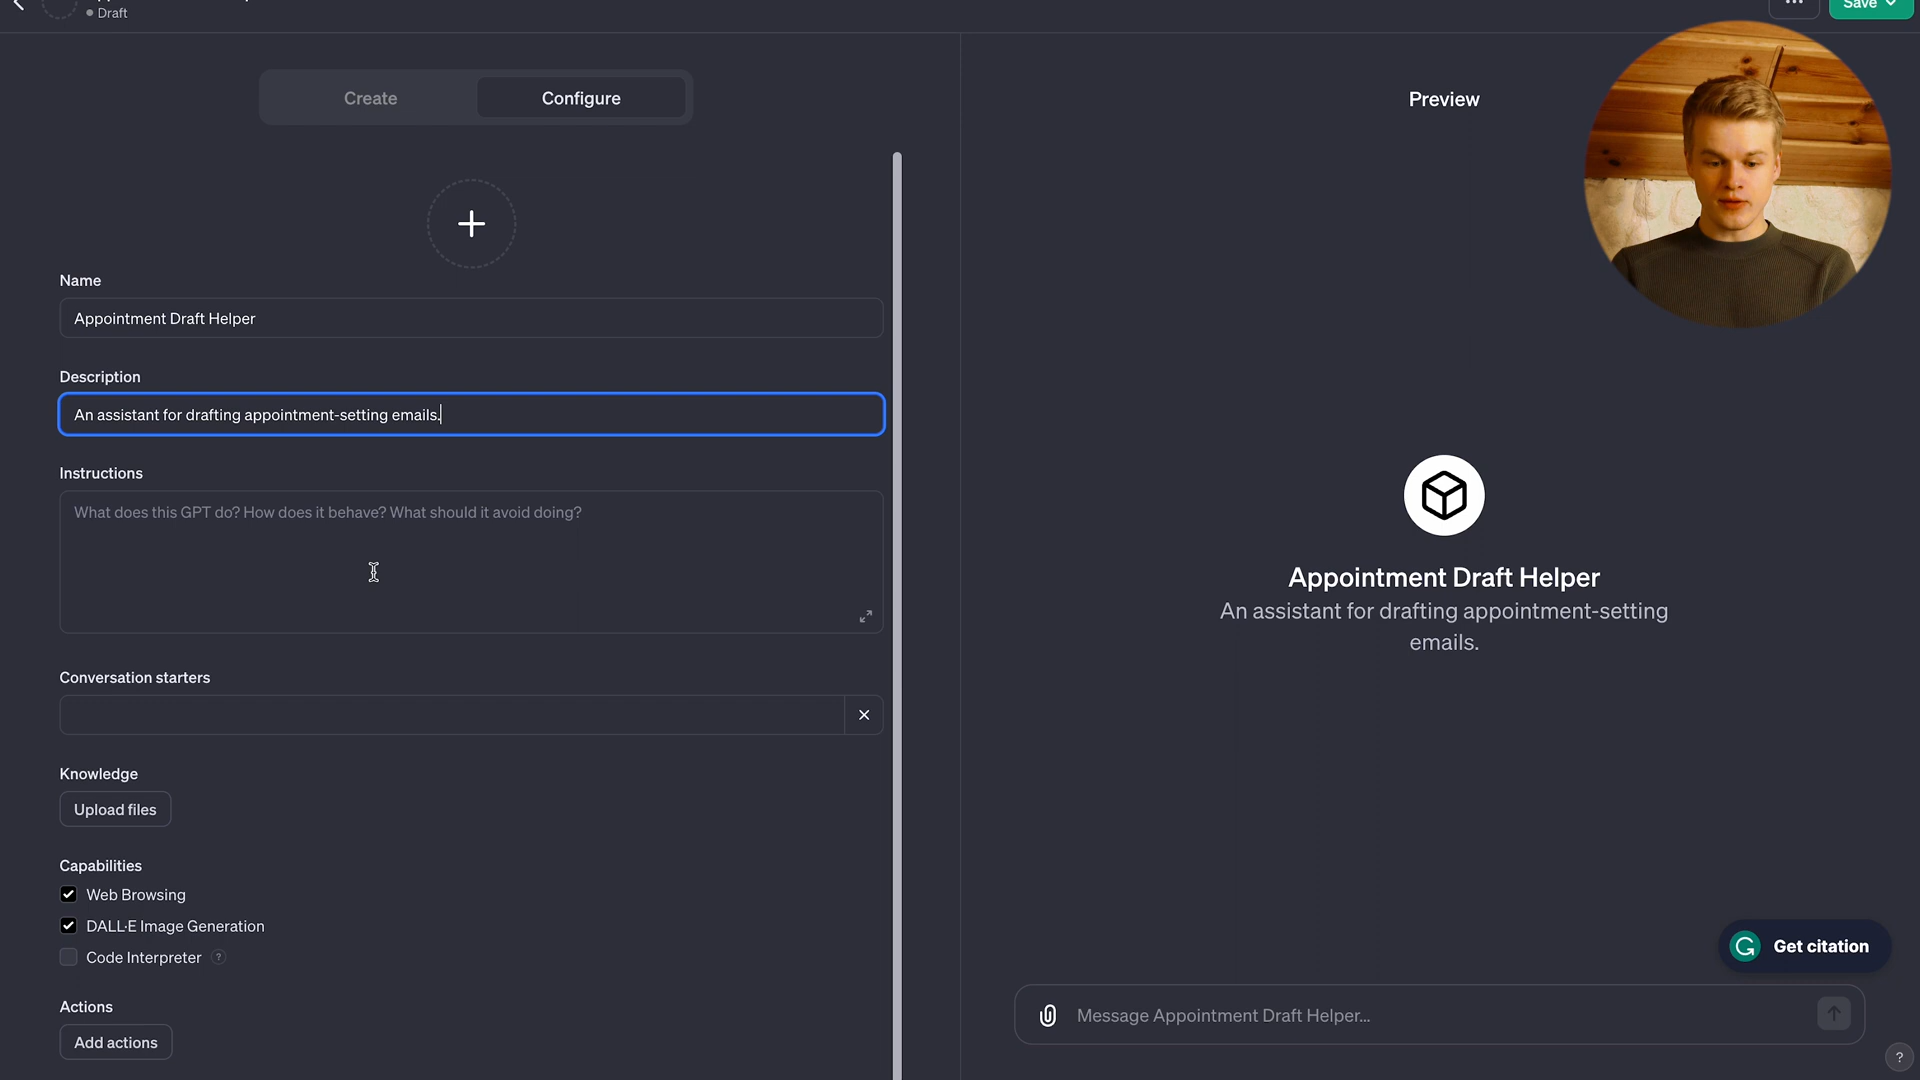 Draft
Save
Create
Configure
Preview
Name
Appointment Draft Helper
Description
An assistant for drafting appointment-setting emails.
Instructions
What does this GPT do? How does it behave? What should it avoid doing?
Conversation starters
Knowledge
Upload files
Capabilities
Web Browsing
DALL·E Image Generation
Code Interpreter ?
Actions
Add actions
Appointment Draft Helper
An assistant for drafting appointment-setting
emails.
Get citation
Message Appointment Draft Helper...
?